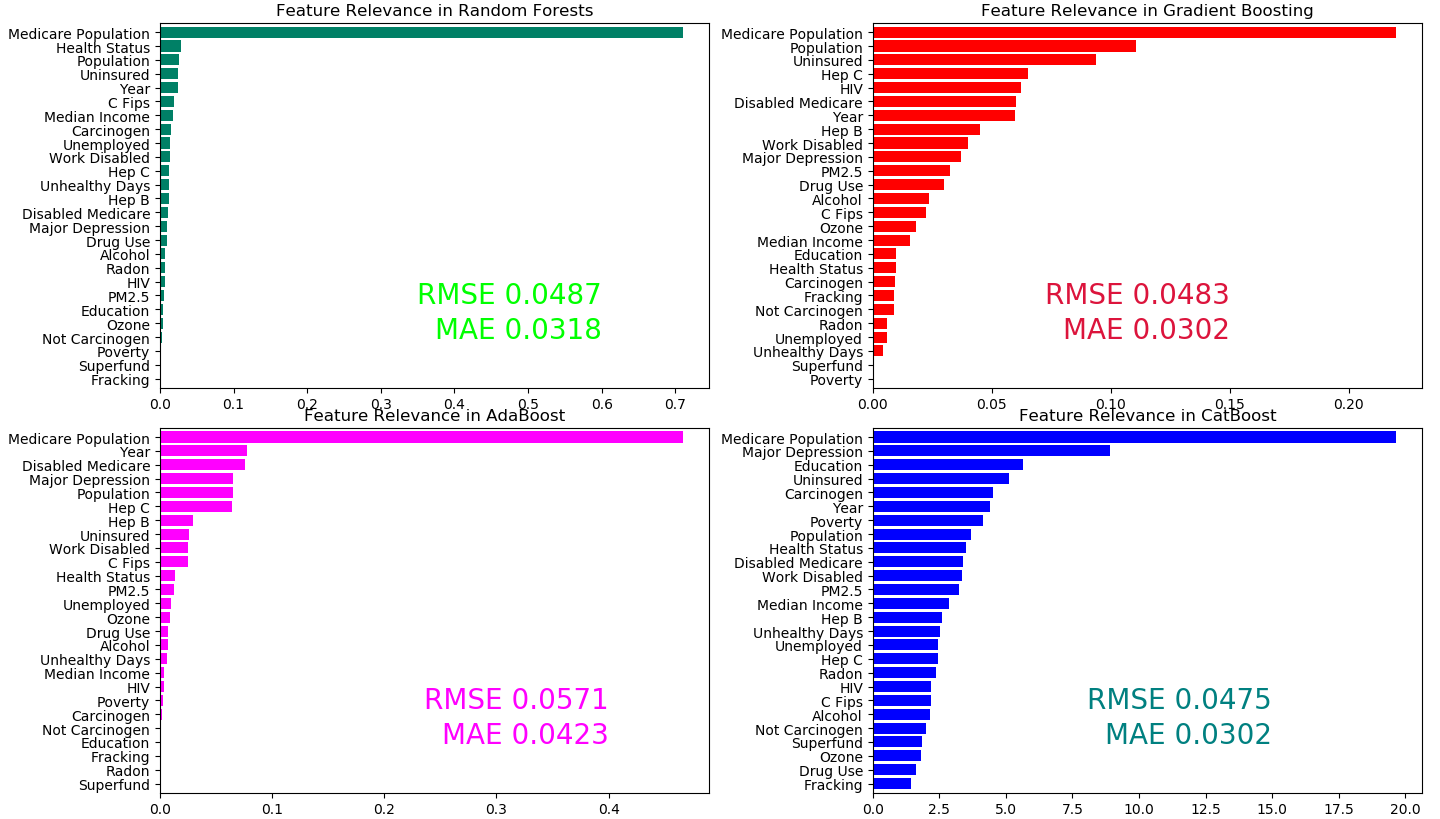 Feature Relevance in Random Forests
Medicare Population
Health Status
Population
Uninsured
Year
C Fips
Median Income
Carcinogen
Unemployed
Work Disabled
Hep C
Unhealthy Days
Hep B
Disabled Medicare
Major Depression
Drug Use
Alcohol
Radon
HIV
PM2.5
Education
Ozone
Not Carcinogen
Poverty
Superfund
Fracking
RMSE 0.0487
MAE 0.0318
0.0 0.1 0.2 0.3 0.4 0.5 0.6 0.7
Feature Relevance in Gradient Boosting
Medicare Population
Population
Uninsured
Hep C
HIV
Disabled Medicare
Year
Hep B
Work Disabled
Major Depression
PM2.5
Drug Use
Alcohol
C Fips
Ozone
Median Income
Education
Health Status
Carcinogen
Fracking
Not Carcinogen
Radon
Unemployed
Unhealthy Days
Superfund
Poverty
RMSE 0.0483
MAE 0.0302
0.00 0.05 0.10 0.15 0.20
Feature Relevance in AdaBoost
Medicare Population
Year
Disabled Medicare
Major Depression
Population
Hep C
Hep B
Uninsured
Work Disabled
C Fips
Health Status
PM2.5
Unemployed
Ozone
Drug Use
Alcohol
Unhealthy Days
Median Income
HIV
Poverty
Carcinogen
Not Carcinogen
Education
Fracking
Radon
Superfund
RMSE 0.0571
MAE 0.0423
0.0 0.1 0.2 0.3 0.4
Feature Relevance in CatBoost
Medicare Population
Major Depression
Education
Uninsured
Carcinogen
Year
Poverty
Population
Health Status
Disabled Medicare
Work Disabled
PM2.5
Median Income
Hep B
Unhealthy Days
Unemployed
Hep C
Radon
HIV
C Fips
Alcohol
Not Carcinogen
Superfund
Ozone
Drug Use
Fracking
RMSE 0.0475
MAE 0.0302
0.0 2.5 5.0 7.5 10.0 12.5 15.0 17.5 20.0